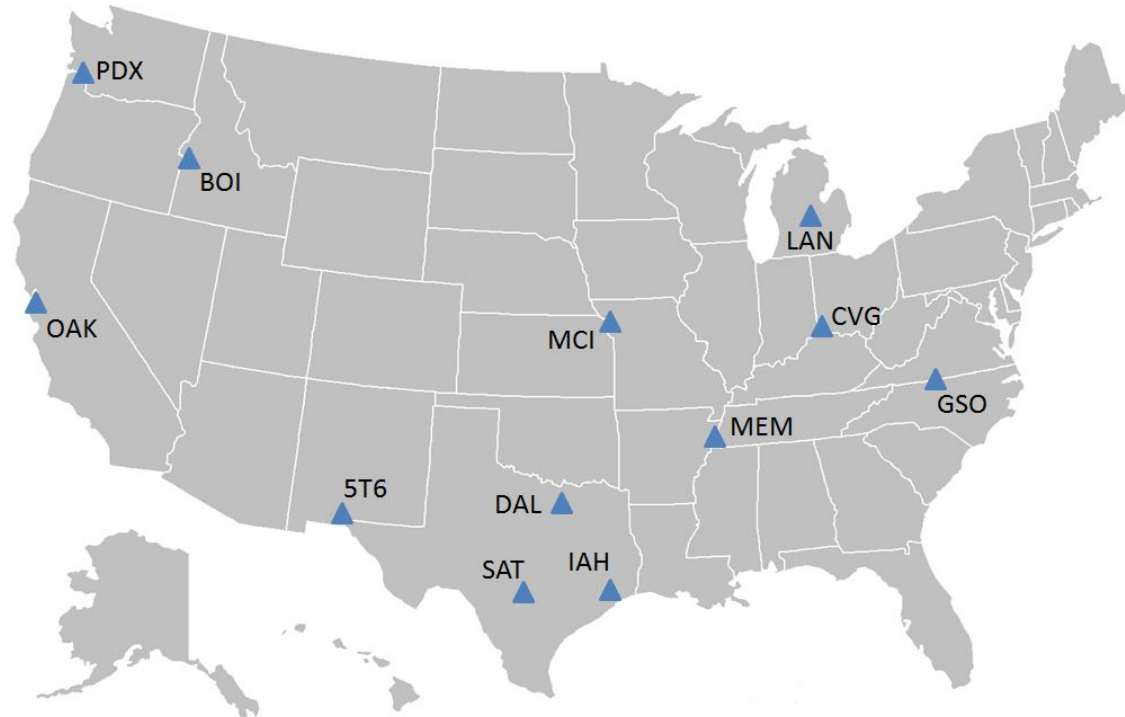 PDX
BOI
LAN
OAK
MCI
CVG
GSO
MEM
5T6
DAL
SAT
IAH